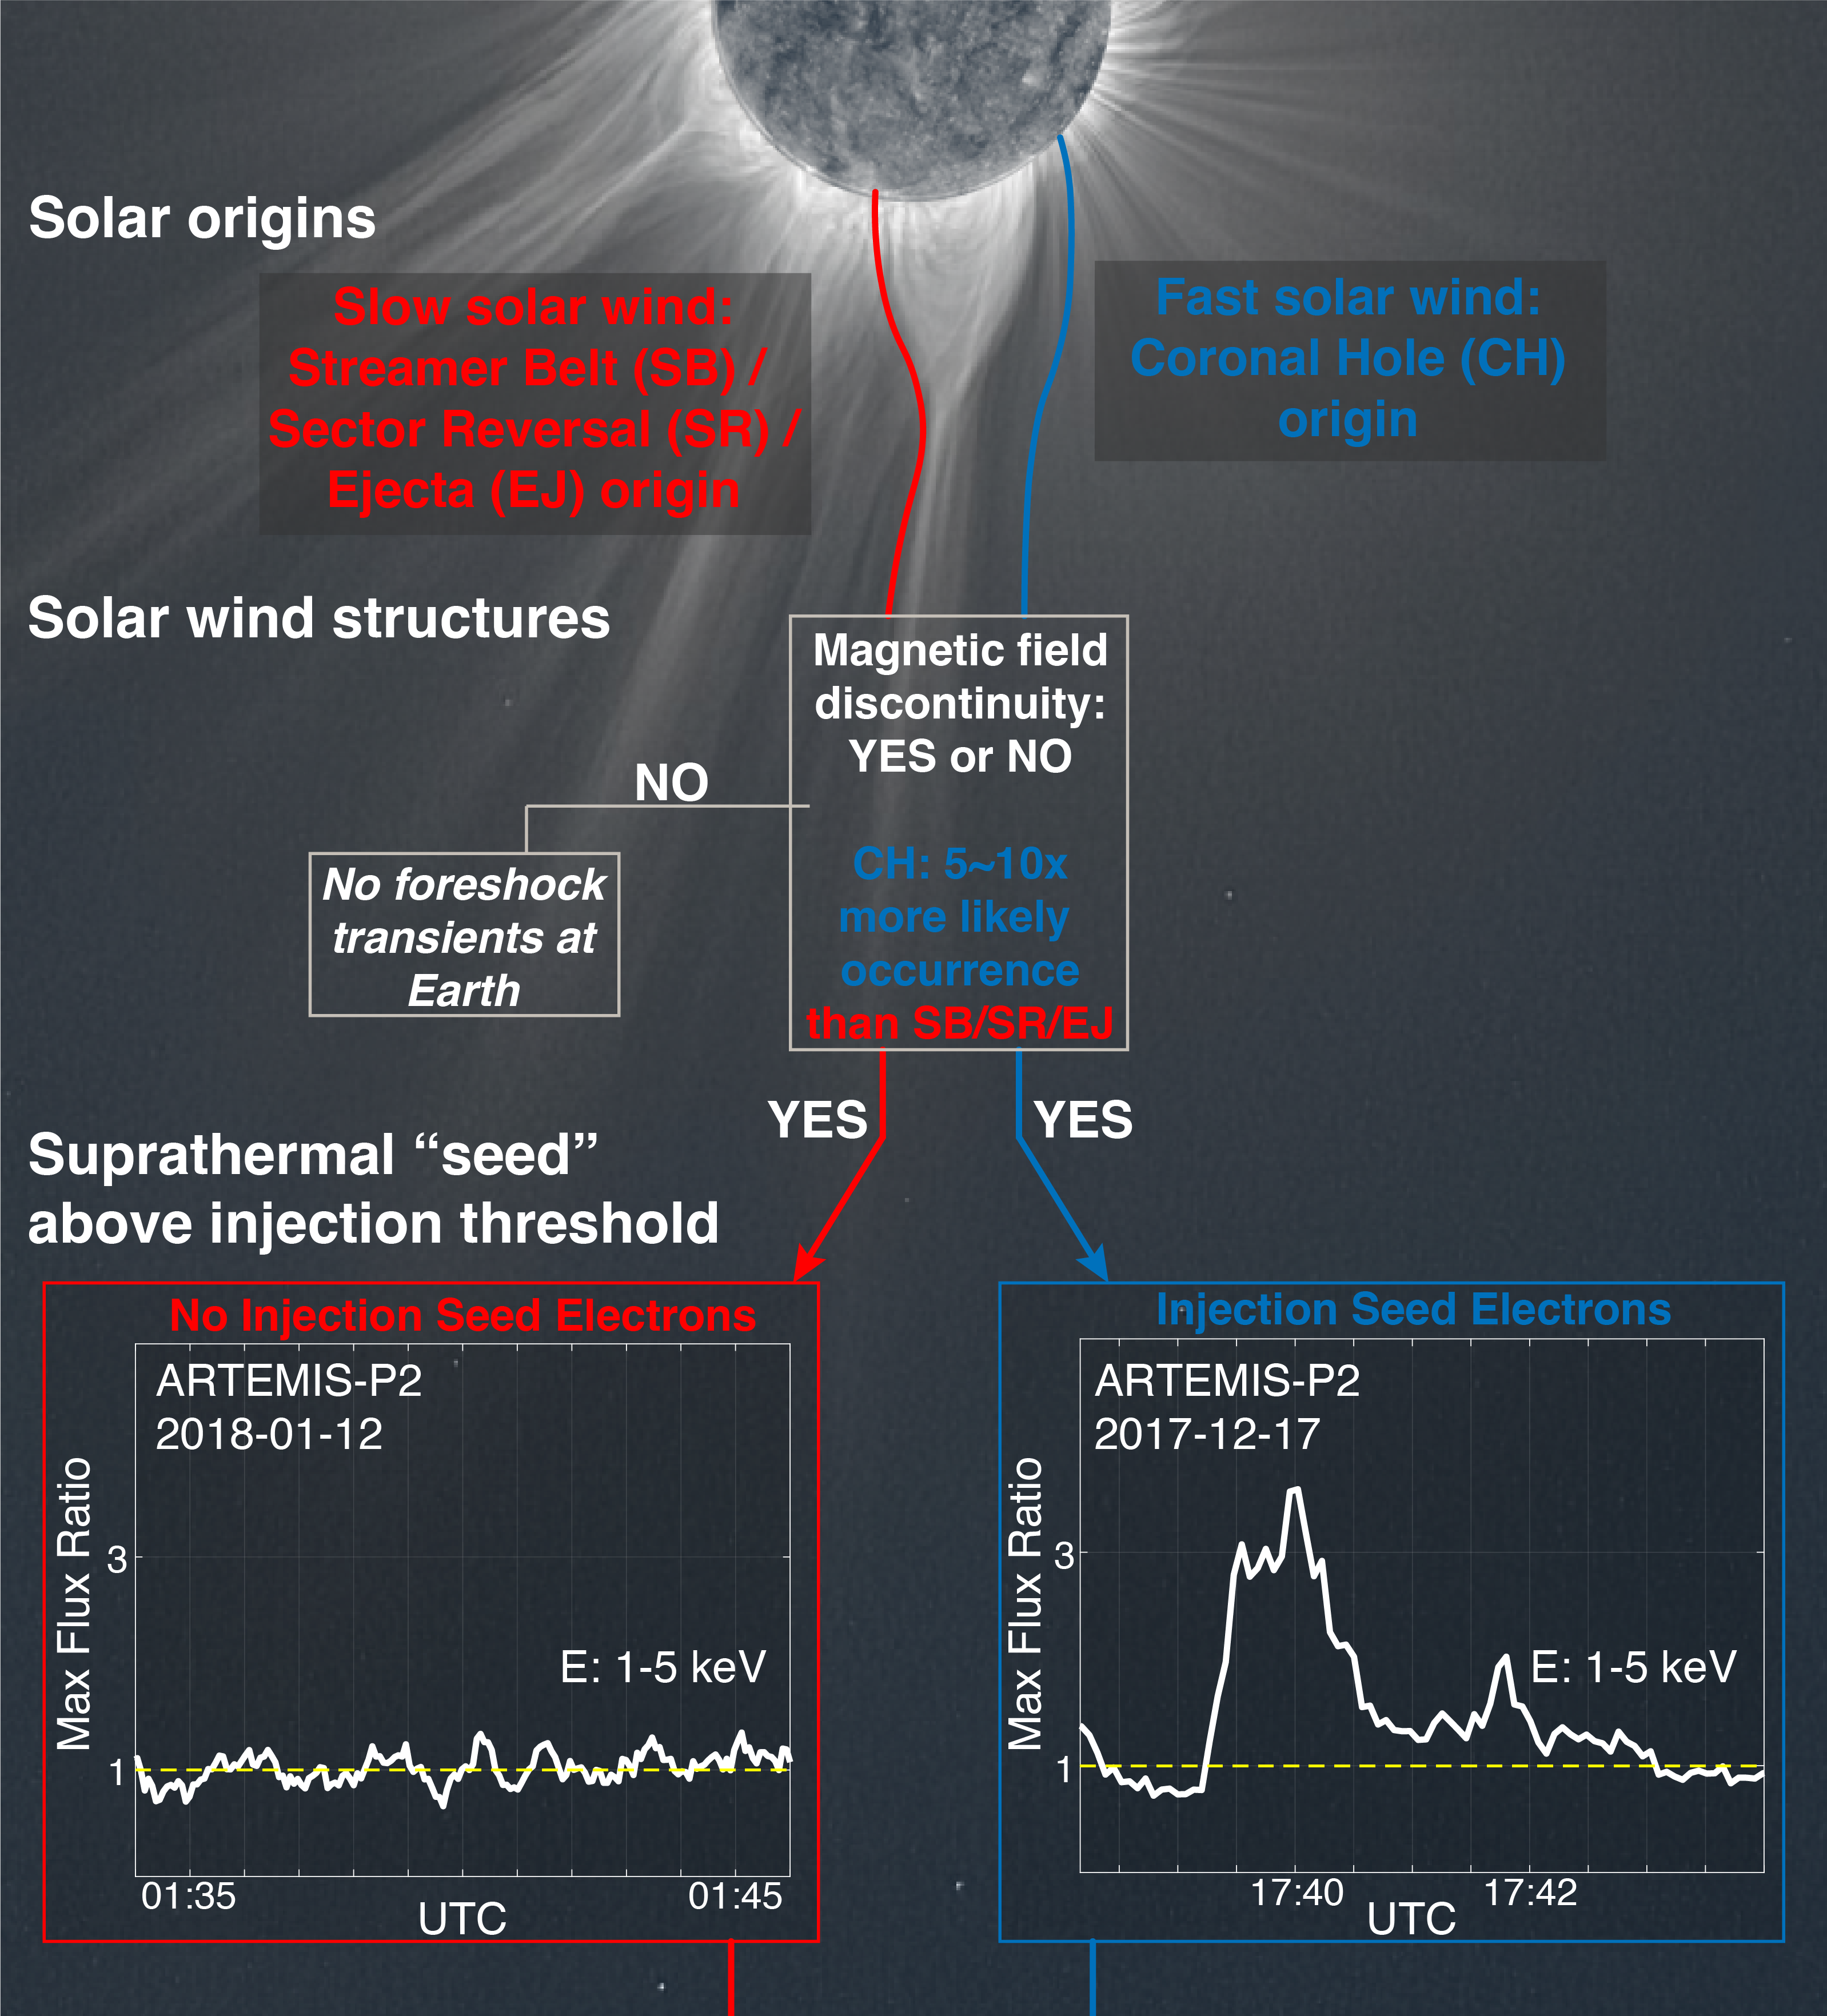 Solar origins
Slow solar wind:
Streamer Belt (SB) /
Sector Reversal (SR) /
Ejecta (EJ) origin
Fast solar wind:
Coronal Hole (CH)
origin
Solar wind structures
Magnetic field
discontinuity:
YES or NO
CH: 5~10x
more likely
occurrence
than SB/SR/EJ
NO
No foreshock
transients at
Earth
YES
YES
Suprathermal “seed”
above injection threshold
No Injection Seed Electrons
ARTEMIS-P2
2018-01-12
Max Flux Ratio
3
E: 1-5 keV
1
01:35
01:45
UTC
Injection Seed Electrons
ARTEMIS-P2
2017-12-17
Max Flux Ratio
3
E: 1-5 keV
1
17:40
17:42
UTC